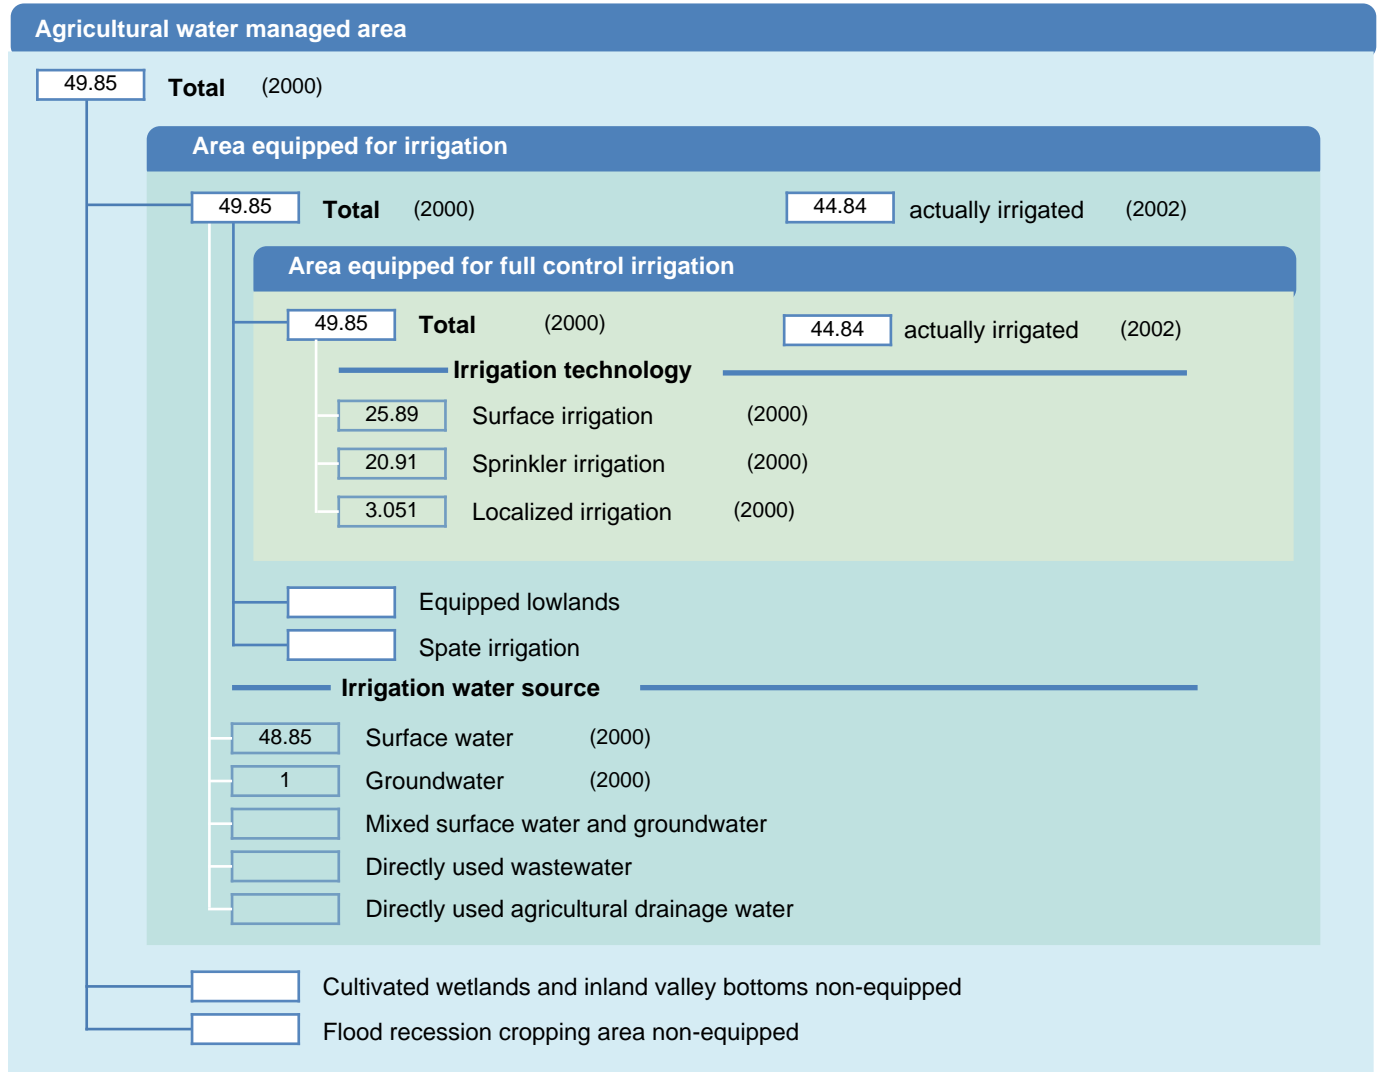 Agricultural water managed area
49.85 Total (2000)
Area equipped for irrigation
49.85 Total (2000) 44.84 actually irrigated (2002)
Area equipped for full control irrigation
49.85 Total (2000) 44.84 actually irrigated (2002)
Irrigation technology
25.89 Surface irrigation (2000)
20.91 Sprinkler irrigation (2000)
3.051 Localized irrigation (2000)
Equipped lowlands
Spate irrigation
Irrigation water source
48.85 Surface water (2000)
1 Groundwater (2000)
Mixed surface water and groundwater
Directly used wastewater
Directly used agricultural drainage water
Cultivated wetlands and inland valley bottoms non-equipped
Flood recession cropping area non-equipped